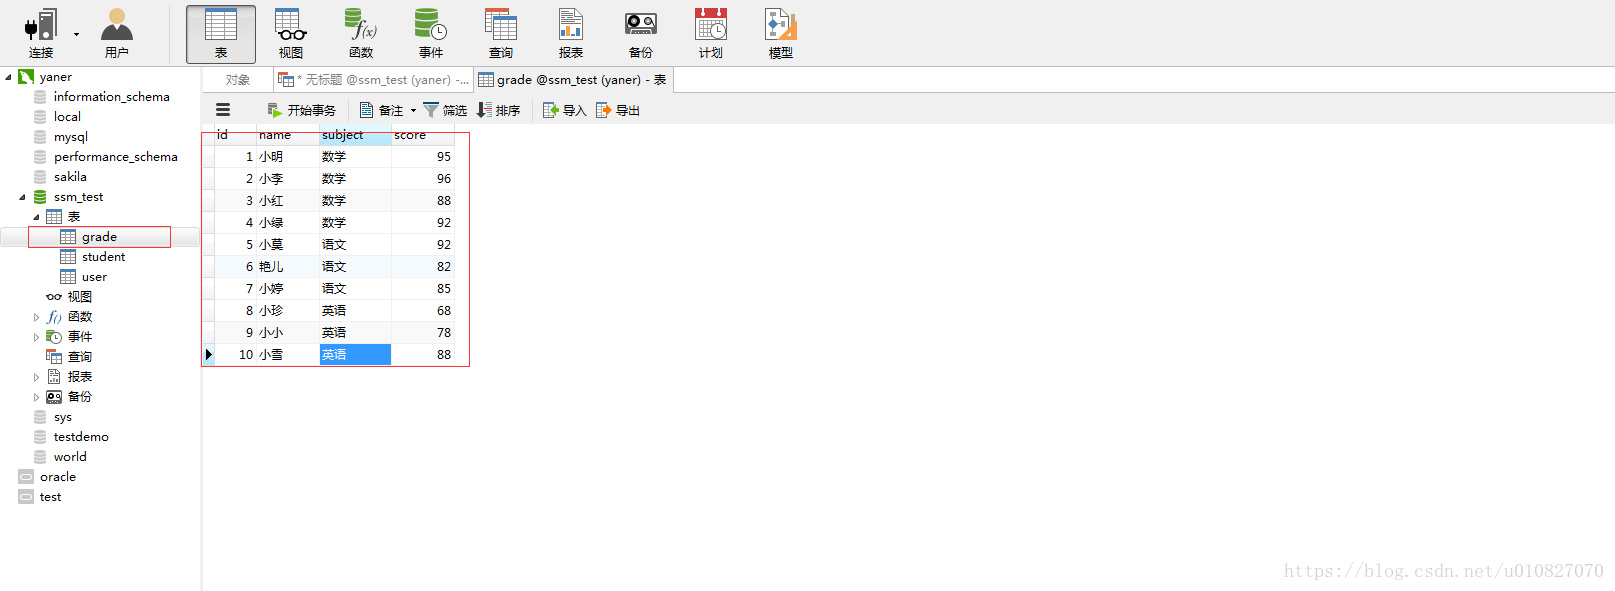 连接 用户 表 视图 函数 事件 查询 报表 备份 计划 模型
对象 * 无标题 @ssm_test (yaner) -... grade @ssm_test (yaner) - 表
开始事务 备注 筛选 排序 导入 导出
yaner
information_schema
local
mysql
performance_schema
sakila
ssm_test
表
grade
student
user
视图
函数
事件
查询
报表
备份
sys
testdemo
world
oracle
test
id name subject score
1 小明 数学 95
2 小李 数学 96
3 小红 数学 88
4 小绿 数学 92
5 小莫 语文 92
6 艳儿 语文 82
7 小婷 语文 85
8 小珍 英语 68
9 小小 英语 78
10 小雪 英语 88
https://blog.csdn.net/u010827070